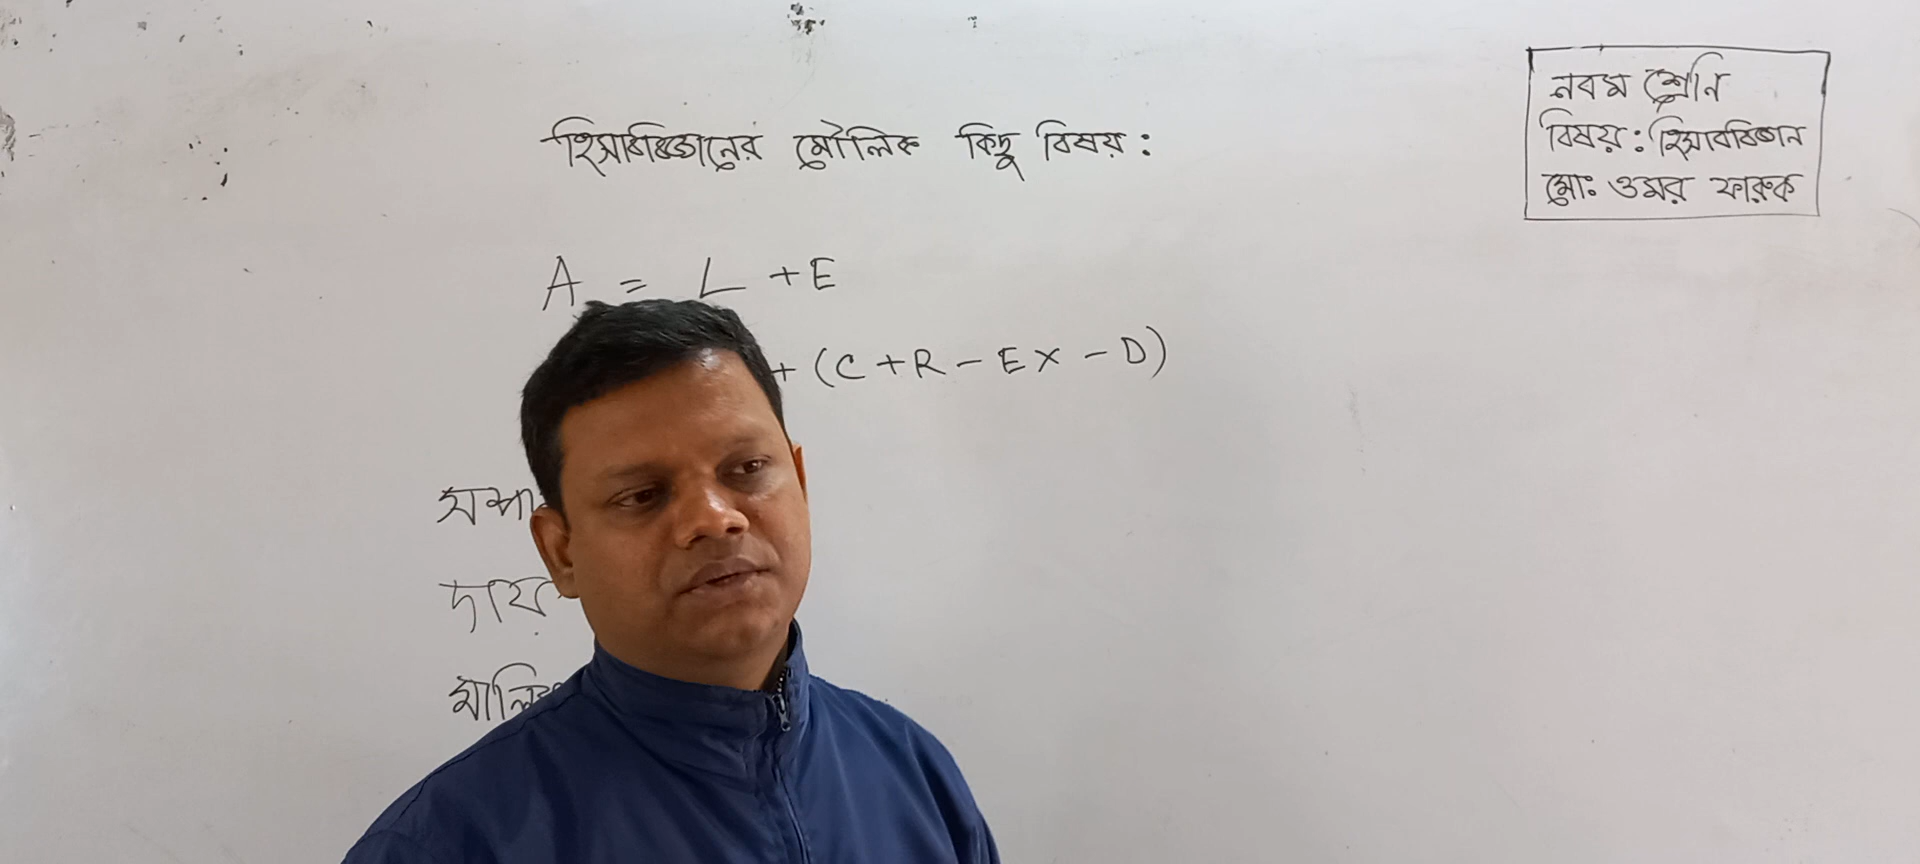 নবম শ্রেনি
বিষয়: হিসাববিজ্ঞান
মোঃ ওমর ফারুক
হিসাববিজ্ঞানের মৌলিক কিছু বিষয়:
A = L + E
+ (C + R - Ex - D)
দায়